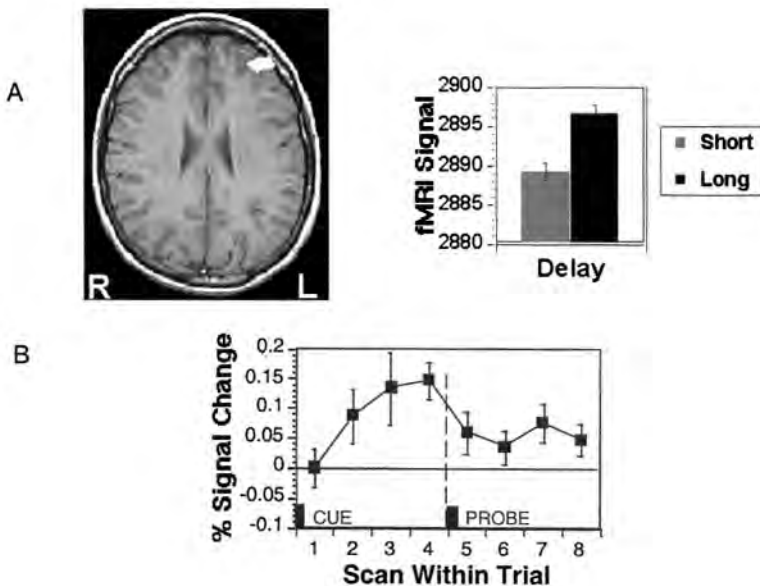 A
R L
fMRI Signal
2900
2895
2890
2885
2880
Delay
Short
Long
B
% Signal Change
0.2
0.15
0.1
0.05
0
-0.05
-0.1
CUE PROBE
1 2 3 4 5 6 7 8
Scan Within Trial